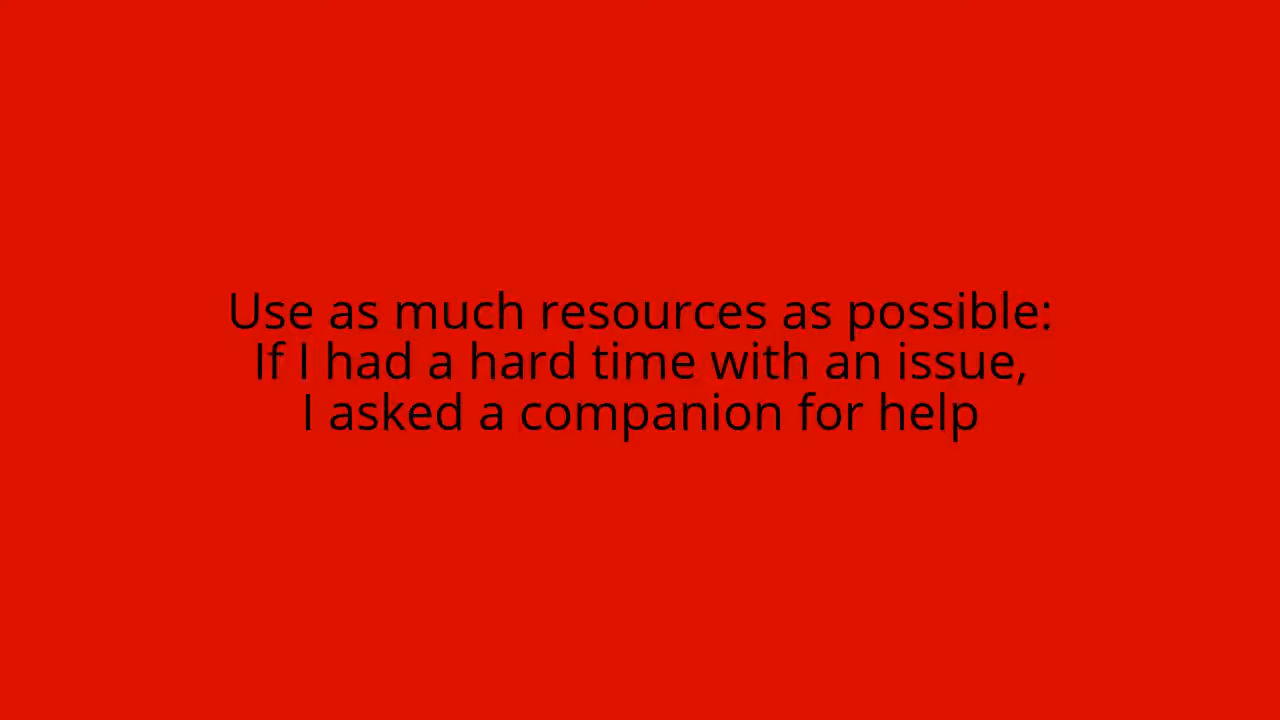 Use as much resources as possible:
If I had a hard time with an issue,
I asked a companion for help